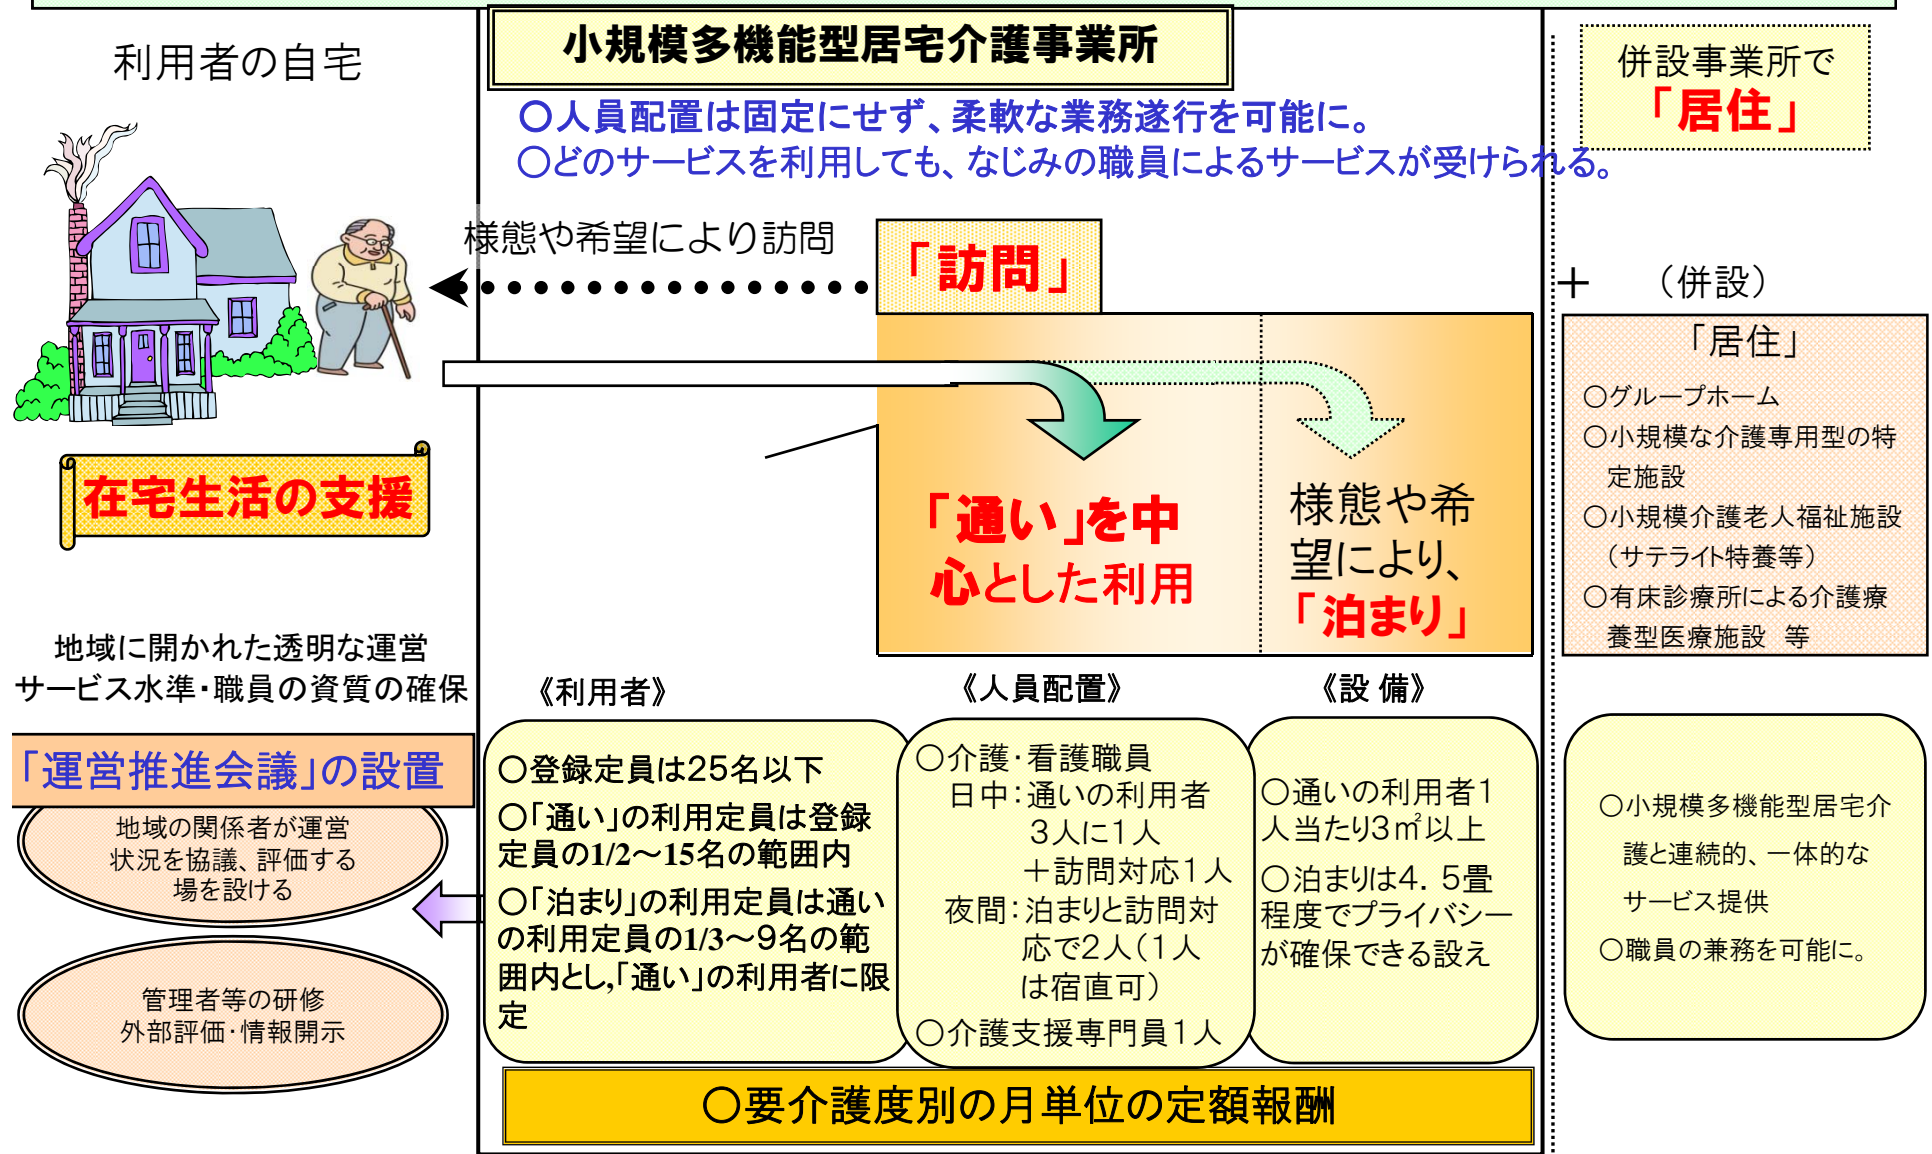 利用者の自宅
小規模多機能型居宅介護事業所
○人員配置は固定にせず、柔軟な業務遂行を可能に。
○どのサービスを利用しても、なじみの職員によるサービスが受けられる。
併設事業所で
「居住」
様態や希望により訪問
「訪問」
＋　（併設）
在宅生活の支援
「通い」を中
心とした利用
様態や希
望により、
「泊まり」
「居住」
○グループホーム
○小規模な介護専用型の特
定施設
○小規模介護老人福祉施設
（サテライト特養等）
○有床診療所による介護療
養型医療施設　等
地域に開かれた透明な運営
サービス水準・職員の資質の確保
「運営推進会議」の設置
地域の関係者が運営
状況を協議、評価する
場を設ける
管理者等の研修
外部評価・情報開示
《利用者》
○登録定員は25名以下
○「通い」の利用定員は登録
定員の1/2～15名の範囲内
○「泊まり」の利用定員は通い
の利用定員の1/3～9名の範
囲内とし,「通い」の利用者に限
定
《人員配置》
○介護・看護職員
日中：通いの利用者
３人に１人
＋訪問対応１人
夜間：泊まりと訪問対
応で２人（１人
は宿直可）
○介護支援専門員１人
《設 備》
○通いの利用者１
人当たり３㎡以上
○泊まりは４．５畳
程度でプライバシー
が確保できる設え
○小規模多機能型居宅介
護と連続的、一体的な
サービス提供
○職員の兼務を可能に。
○要介護度別の月単位の定額報酬